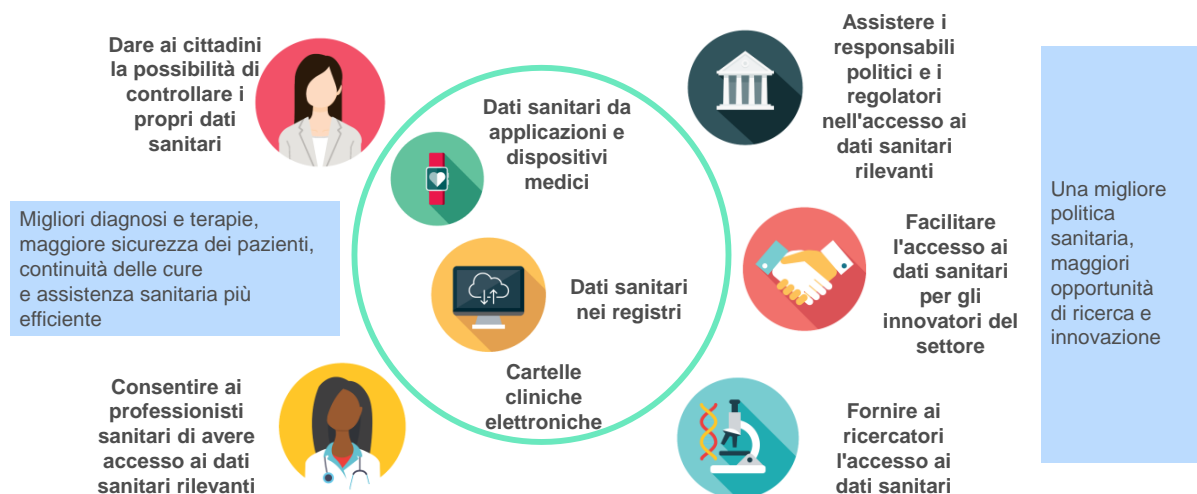 Dare ai cittadini
la possibilità di
controllare i
propri dati
sanitari
Migliori diagnosi e terapie,
maggiore sicurezza dei pazienti,
continuità delle cure
e assistenza sanitaria più
efficiente
Consentire ai
professionisti
sanitari di avere
accesso ai dati
sanitari rilevanti
Dati sanitari da
applicazioni e
dispositivi
medici
Dati sanitari
nei registri
Cartelle
cliniche
elettroniche
Assistere i
responsabili
politici e i
regolatori
nell'accesso ai
dati sanitari
rilevanti
Facilitare
l'accesso ai
dati sanitari
per gli
innovatori del
settore
Fornire ai
ricercatori
l'accesso ai
dati sanitari
Una migliore
politica
sanitaria,
maggiori
opportunità
di ricerca e
innovazione